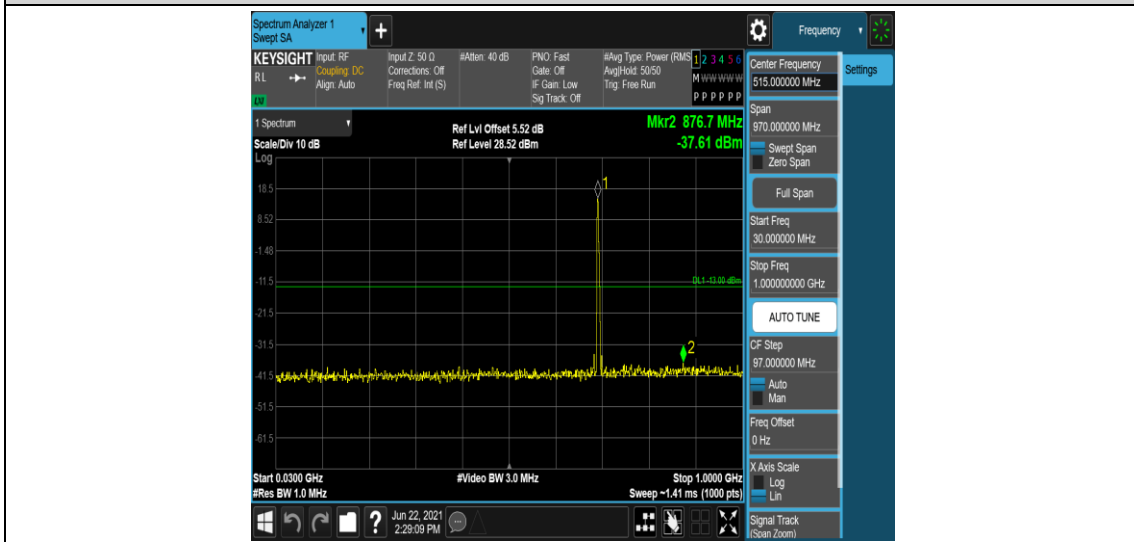 Spectrum Analyzer 1
Swept SA
+
Frequency
KEYSIGHT
RL
LXI
Input: RF
Coupling: DC
Align: Auto
Input Z: 50 Ω
Corrections: Off
Freq Ref: Int (S)
#Atten: 40 dB
PNO: Fast
Gate: Off
IF Gain: Low
Sig Track: Off
#Avg Type: Power (RMS
Avg|Hold: 50/50
Trig: Free Run
1 2 3 4 5 6
M W W W W W
P P P P P P
1 Spectrum
Scale/Div 10 dB
Log
Ref Lvl Offset 5.52 dB
Ref Level 28.52 dBm
Mkr2 876.7 MHz
-37.61 dBm
18.5
8.52
-1.48
-11.5
-21.5
-31.5
-41.5
-51.5
-61.5
1
DL1 -13.00 dBm
2
Start 0.0300 GHz
#Res BW 1.0 MHz
#Video BW 3.0 MHz
Stop 1.0000 GHz
Sweep ~1.41 ms (1000 pts)
?
Jun 22, 2021
2:29:09 PM
Center Frequency
515.000000 MHz
Span
970.000000 MHz
Swept Span
Zero Span
Full Span
Start Freq
30.000000 MHz
Stop Freq
1.000000000 GHz
AUTO TUNE
CF Step
97.000000 MHz
Auto
Man
Freq Offset
0 Hz
X Axis Scale
Log
Lin
Signal Track
(Span Zoom)
Settings